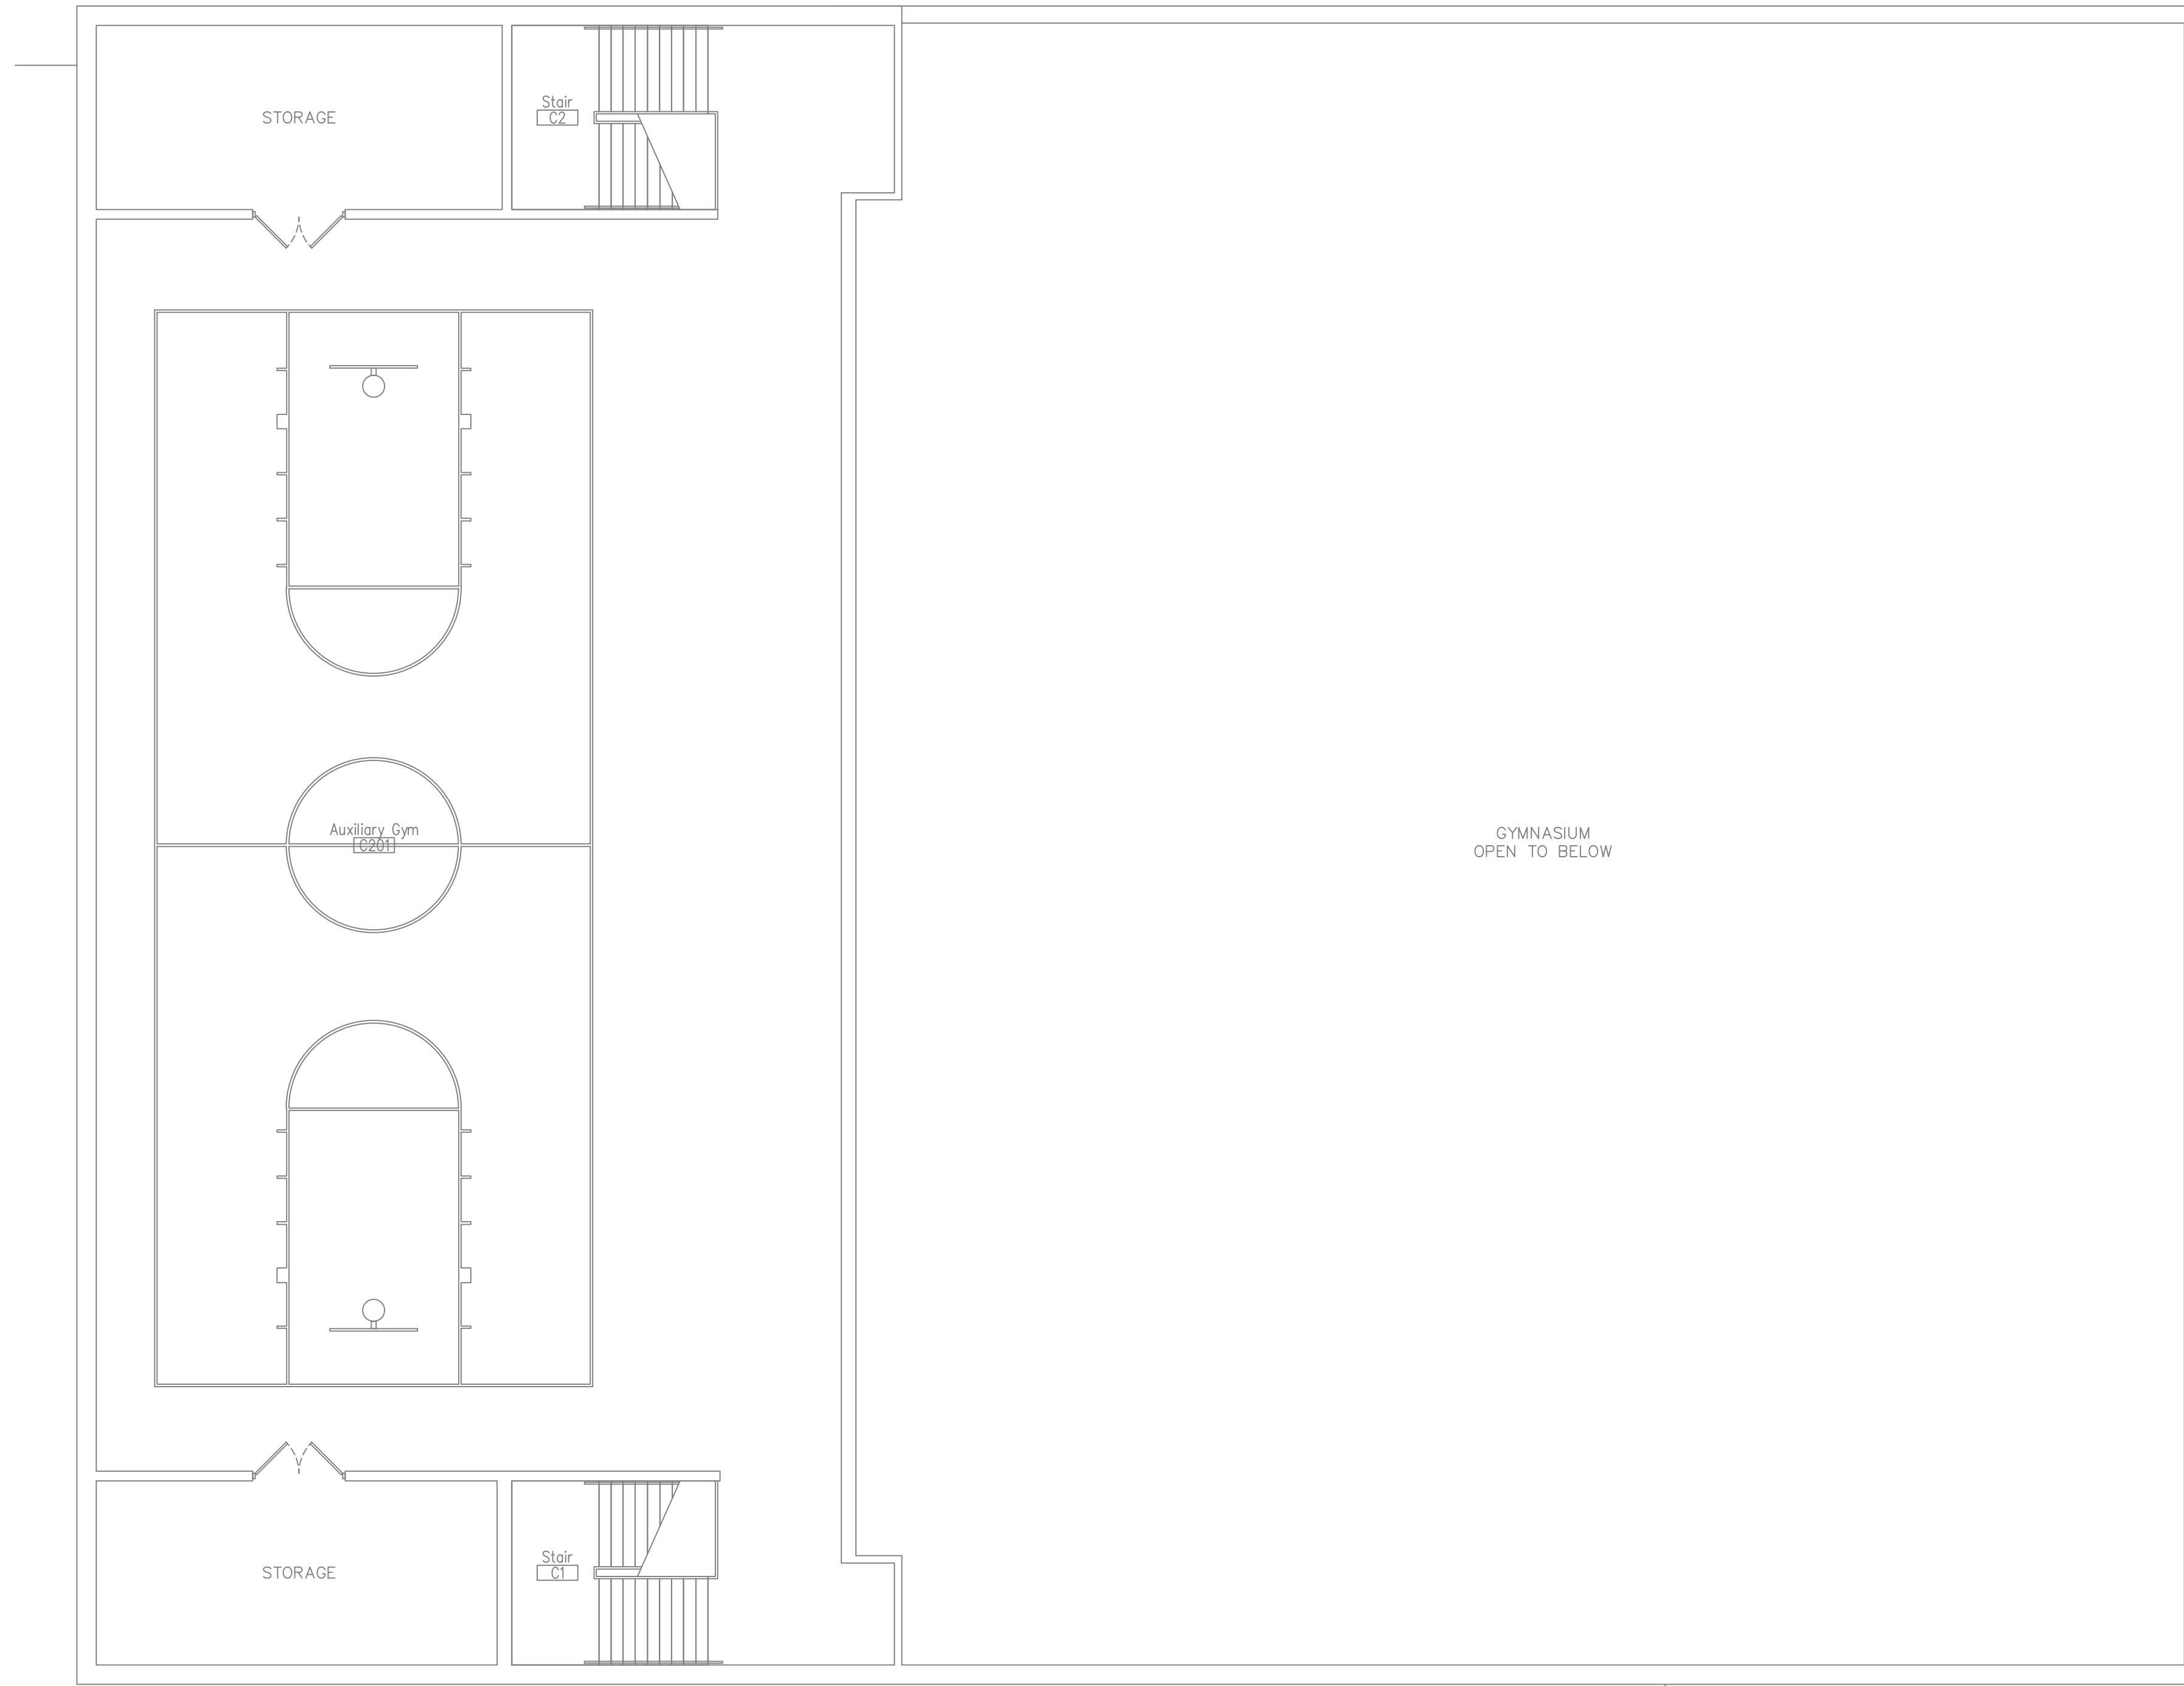 STORAGE
Stair
C2
Auxiliary Gym
C201
GYMNASIUM
OPEN TO BELOW
STORAGE
Stair
C1